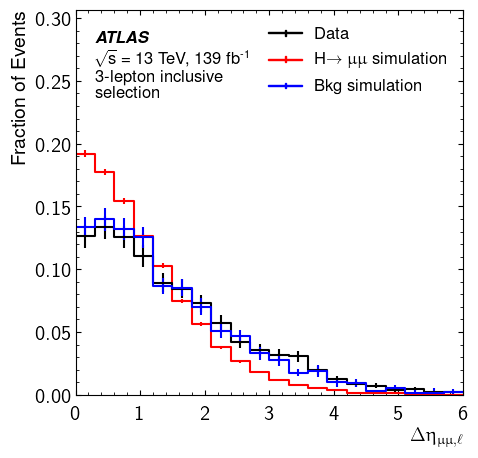 ATLAS
√s = 13 TeV, 139 fb⁻¹
3-lepton inclusive
selection
Data
H→ μμ simulation
Bkg simulation
Fraction of Events
0.30
0.25
0.20
0.15
0.10
0.05
0.00
0 1 2 3 4 5 6
Δη_μμ,ℓ